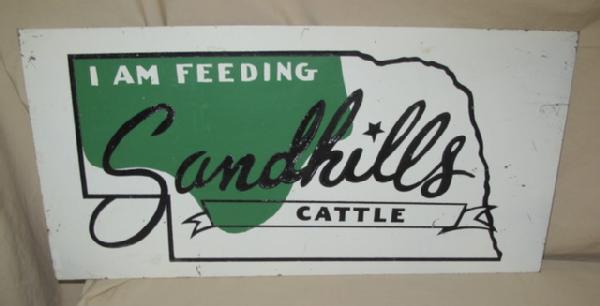 I AM FEEDING
Sandhills
CATTLE